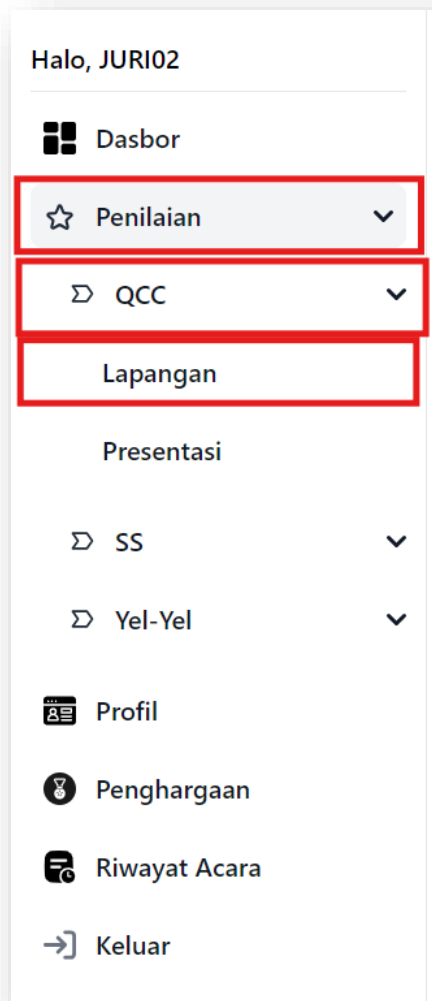 Halo, JURI02
Dasbor
Penilaian
QCC
Lapangan
Presentasi
SS
Yel-Yel
Profil
Penghargaan
Riwayat Acara
Keluar